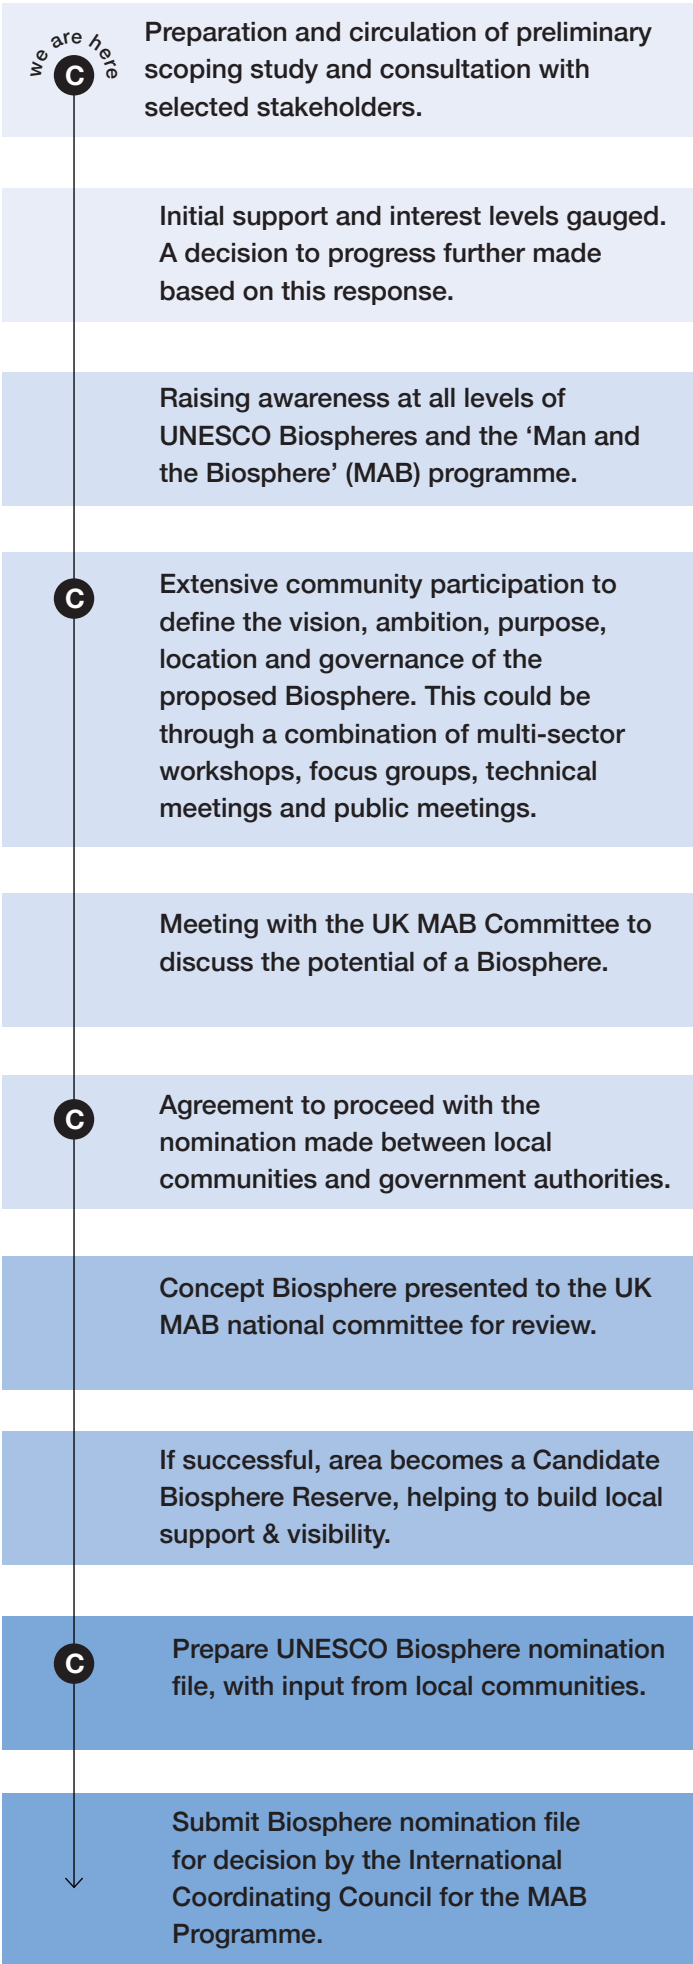 we are here
C
Preparation and circulation of preliminary
scoping study and consultation with
selected stakeholders.
Initial support and interest levels gauged.
A decision to progress further made
based on this response.
Raising awareness at all levels of
UNESCO Biospheres and the ‘Man and
the Biosphere’ (MAB) programme.
C
Extensive community participation to
define the vision, ambition, purpose,
location and governance of the
proposed Biosphere. This could be
through a combination of multi-sector
workshops, focus groups, technical
meetings and public meetings.
Meeting with the UK MAB Committee to
discuss the potential of a Biosphere.
C
Agreement to proceed with the
nomination made between local
communities and government authorities.
Concept Biosphere presented to the UK
MAB national committee for review.
If successful, area becomes a Candidate
Biosphere Reserve, helping to build local
support & visibility.
C
Prepare UNESCO Biosphere nomination
file, with input from local communities.
Submit Biosphere nomination file
for decision by the International
Coordinating Council for the MAB
Programme.